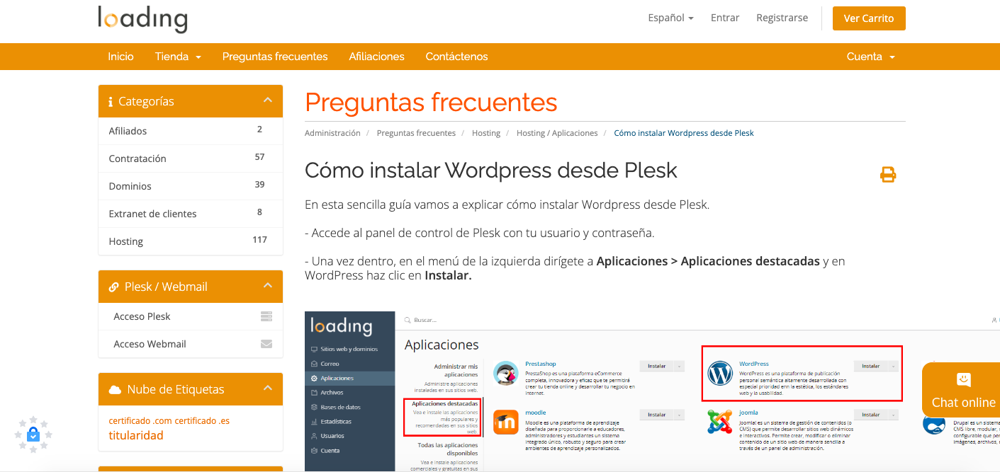 loading
Español
Entrar
Registrarse
Ver Carrito
Inicio
Tienda
Preguntas frecuentes
Afiliaciones
Contáctenos
Cuenta
Categorías
Afiliados 2
Contratación 57
Dominios 39
Extranet de clientes 8
Hosting 117
Plesk / Webmail
Acceso Plesk
Acceso Webmail
Nube de Etiquetas
certificado .com certificado .es
titularidad
Preguntas frecuentes
Administración / Preguntas frecuentes / Hosting / Hosting / Aplicaciones / Cómo instalar Wordpress desde Plesk
Cómo instalar Wordpress desde Plesk
En esta sencilla guía vamos a explicar cómo instalar Wordpress desde Plesk.
- Accede al panel de control de Plesk con tu usuario y contraseña.
- Una vez dentro, en el menú de la izquierda dirígete a Aplicaciones > Aplicaciones destacadas y en
WordPress haz clic en Instalar.
loading
Sitios web y dominios
Correo
Aplicaciones
Archivos
Bases de datos
Estadísticas
Usuarios
Cuenta
Buscar...
Aplicaciones
Administrar mis
aplicaciones
Administre aplicaciones
instaladas en sus sitios web.
Aplicaciones destacadas
Vea e instale las aplicaciones
más populares y
recomendadas en sus sitios
web.
Todas las aplicaciones
disponibles
Vea e instale aplicaciones
comerciales y gratuitas en sus
Prestashop
PrestaShop es una plataforma eCommerce
completa, innovadora y eficaz que te permitirá
crear tu tienda online y desarrollar tu negocio en
Internet.
Instalar
moodle
Moodle es una plataforma de aprendizaje
diseñada para proporcionarle a educadores,
administradores y estudiantes un sistema
integrado único, robusto y seguro para crear
ambientes de aprendizaje personalizados.
Instalar
WordPress
WordPress es una plataforma de publicación
personal semántica altamente desarrollada con
especial prioridad enn la estética, los estándares
web y la usabilidad.
Instalar
Joomla
Joomla! es un sistema de gestión de contenidos (o
CMS) que permite desarrollar sitios web dinámicos
e interactivos. Permite crear, modificar o eliminar
contenidos de un sitio web de manera sencilla a
través de un panel de administración.
Instalar
Drupal es un sistema
CMS libre, modular,
configurable que per
imágenes, archivos,
Chat online